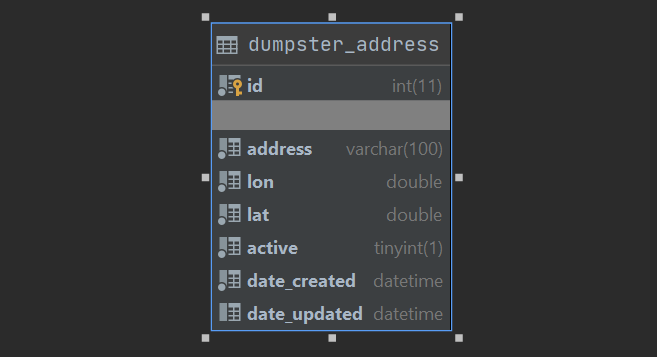 dumpster_address
id int(11)
address varchar(100)
lon double
lat double
active tinyint(1)
date_created datetime
date_updated datetime